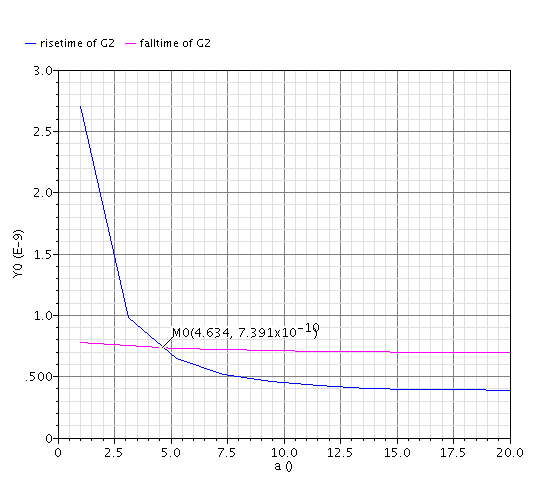 risetime of G2 falltime of G2
3.0
2.5
2.0
1.5
1.0
.500
0
Y0 (E-9)
M0(4.634, 7.391x10⁻¹⁰)
0 2.5 5.0 7.5 10.0 12.5 15.0 17.5 20.0
a ()